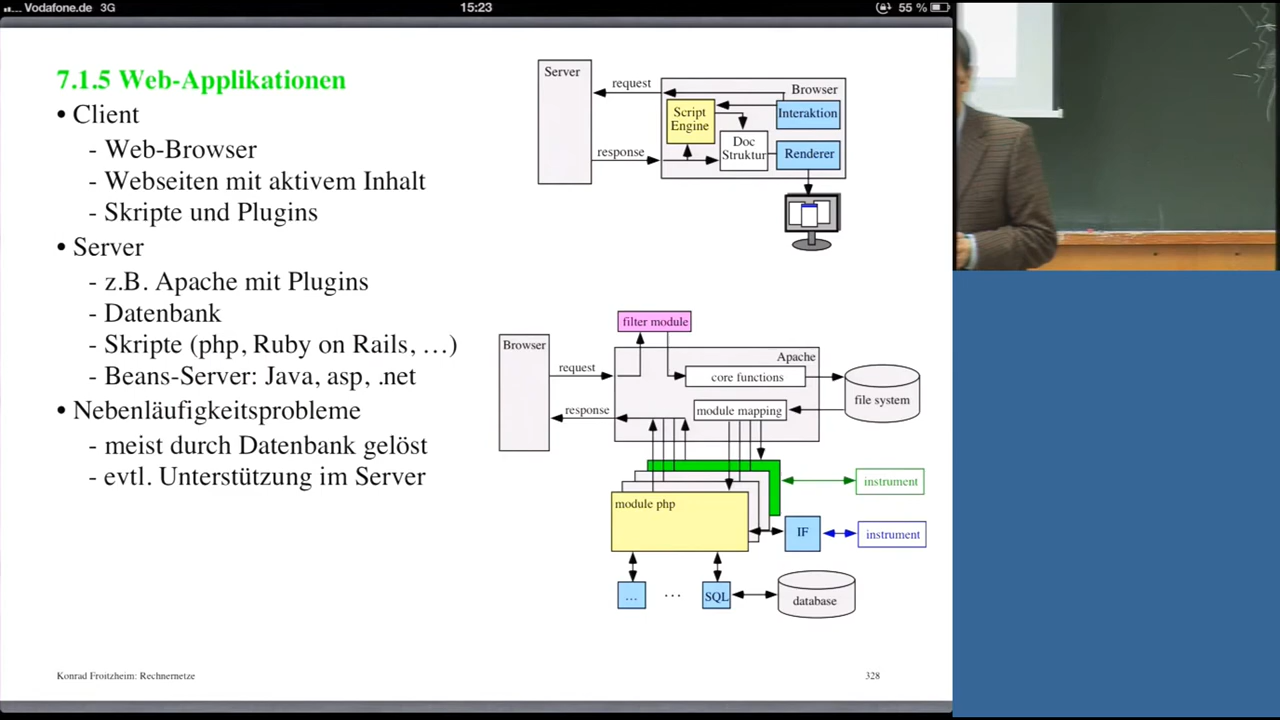 Vodafone.de 3G
15:23
55 %
7.1.5 Web-Applikationen
• Client
- Web-Browser
- Webseiten mit aktivem Inhalt
- Skripte und Plugins
• Server
- z.B. Apache mit Plugins
- Datenbank
- Skripte (php, Ruby on Rails, …)
- Beans-Server: Java, asp, .net
• Nebenläufigkeitsprobleme
- meist durch Datenbank gelöst
- evtl. Unterstützung im Server
Server
request
response
Browser
Script
Engine
Interaktion
Doc
Struktur
Renderer
filter module
Browser
request
response
Apache
core functions
module mapping
file system
module php
instrument
IF
instrument
...
...
SQL
database
Konrad Froitzheim: Rechnernetze
328